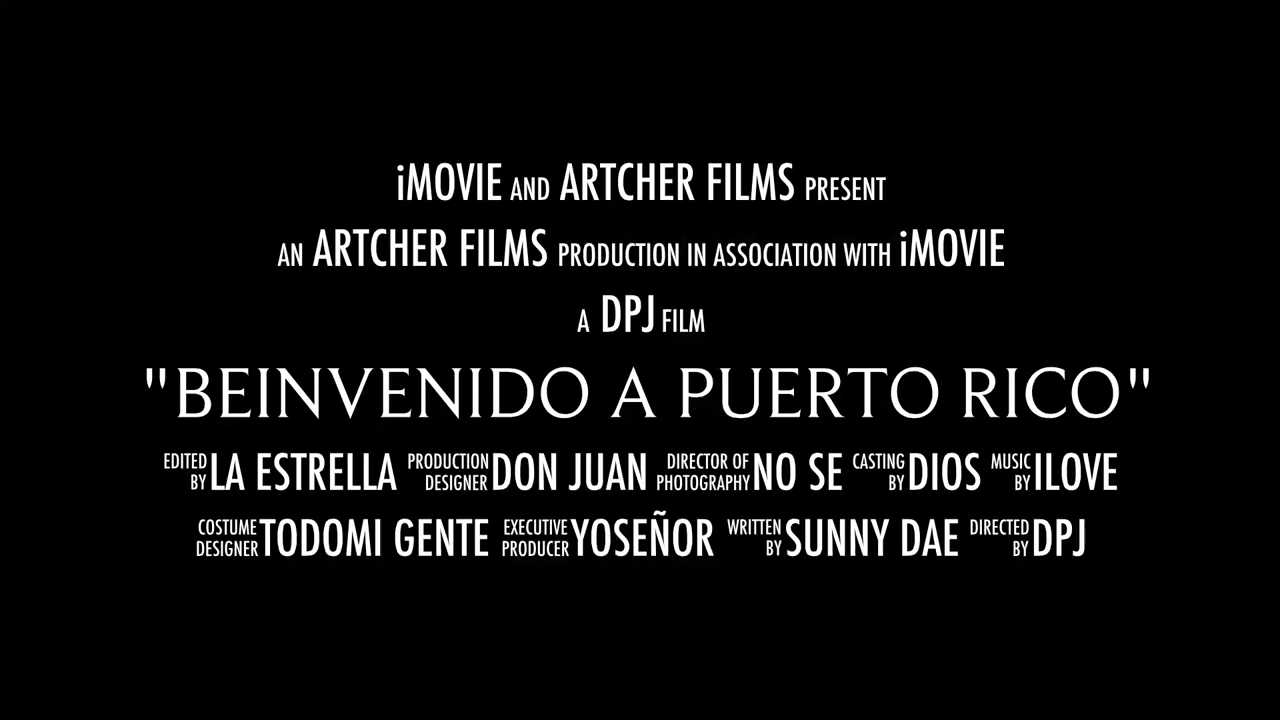 iMOVIE AND ARTCHER FILMS PRESENT
AN ARTCHER FILMS PRODUCTION IN ASSOCIATION WITH iMOVIE
A DPJ FILM
"BEINVENIDO A PUERTO RICO"
EDITED BY LA ESTRELLA PRODUCTION DESIGNER DON JUAN DIRECTOR OF PHOTOGRAPHY NO SE CASTING BY DIOS MUSIC BY ILOVE
COSTUME DESIGNER TODOMI GENTE EXECUTIVE PRODUCER YOSEÑOR WRITTEN BY SUNNY DAE DIRECTED BY DPJ